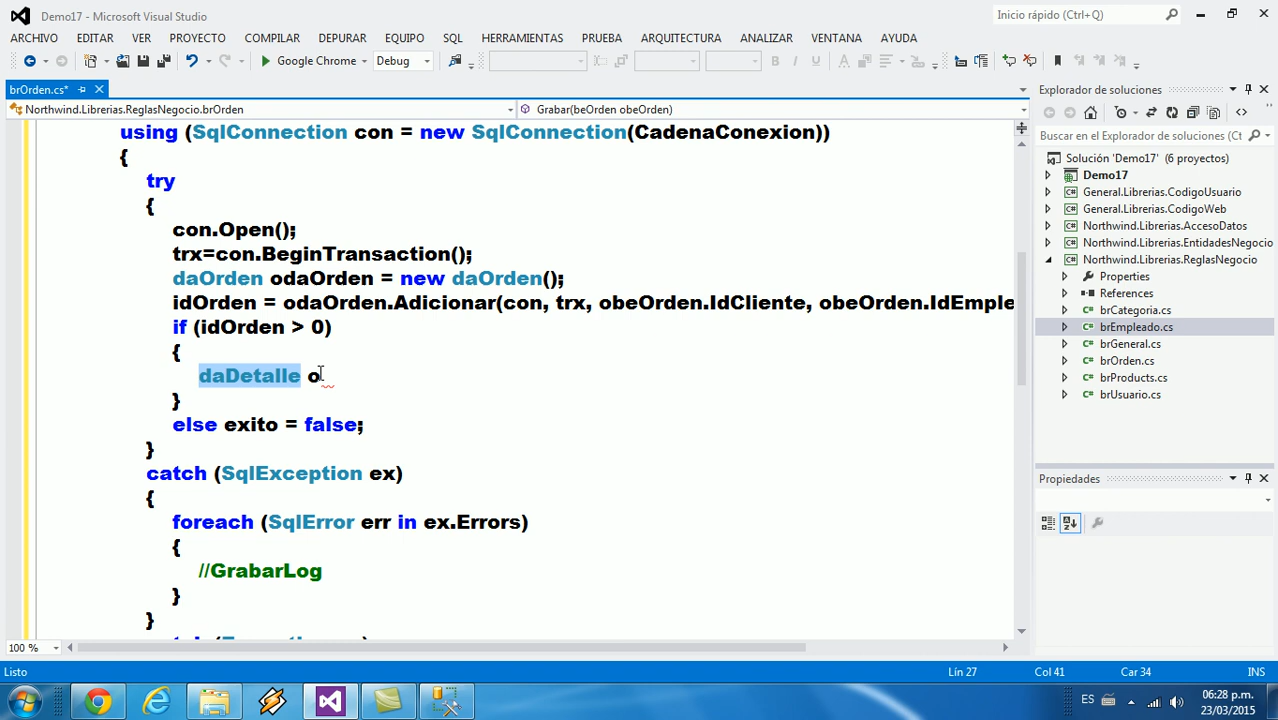 Demo17 - Microsoft Visual Studio
Inicio rápido (Ctrl+Q)
ARCHIVO EDITAR VER PROYECTO COMPILAR DEPURAR EQUIPO SQL HERRAMIENTAS PRUEBA ARQUITECTURA ANALIZAR VENTANA AYUDA
Google Chrome Debug
brOrden.cs*
Northwind.Librerias.ReglasNegocio.brOrden
Grabar(beOrden obeOrden)
using (SqlConnection con = new SqlConnection(CadenaConexion))
{
try
{
con.Open();
trx=con.BeginTransaction();
daOrden odaOrden = new daOrden();
idOrden = odaOrden.Adicionar(con, trx, obeOrden.IdCliente, obeOrden.IdEmple
if (idOrden > 0)
{
daDetalle o
}
else exito = false;
}
catch (SqlException ex)
{
foreach (SqlError err in ex.Errors)
{
//GrabarLog
}
}
100 %
Explorador de soluciones
Buscar en el Explorador de soluciones (Ct
Solución 'Demo17' (6 proyectos)
Demo17
General.Librerias.CodigoUsuario
General.Librerias.CodigoWeb
Northwind.Librerias.AccesoDatos
Northwind.Librerias.EntidadesNegocio
Northwind.Librerias.ReglasNegocio
Properties
References
brCategoria.cs
brEmpleado.cs
brGeneral.cs
brOrden.cs
brProducts.cs
brUsuario.cs
Propiedades
Listo
Lín 27
Col 41
Car 34
INS
ES
06:28 p.m.
23/03/2015